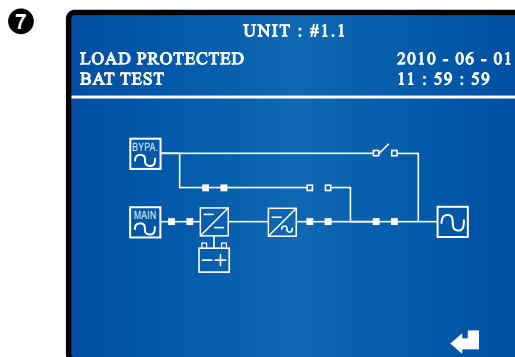 7
UNIT : #1.1
LOAD PROTECTED 2010 - 06 - 01
BAT TEST 11 : 59 : 59
BYPA.
MAIN